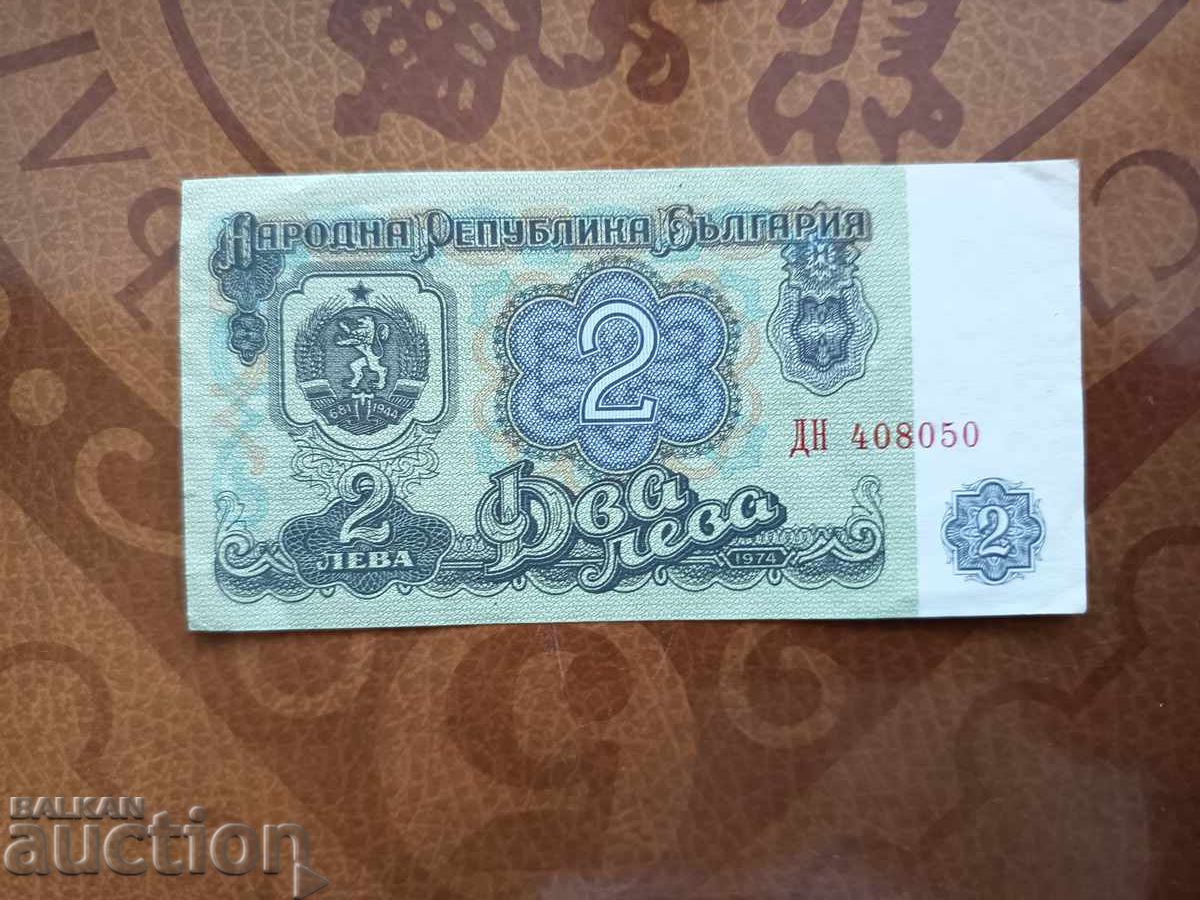 НАРОДНА РЕПУБЛИКА БЪЛГАРИЯ
2
681 1944
ДН 408050
2
ЛЕВА
Два
лева
1974
2
BALKAN
auction